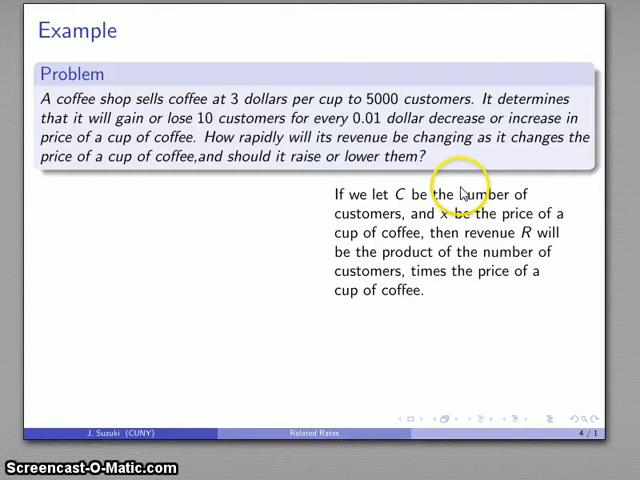 Example
Problem
A coffee shop sells coffee at 3 dollars per cup to 5000 customers. It determines
that it will gain or lose 10 customers for every 0.01 dollar decrease or increase in
price of a cup of coffee. How rapidly will its revenue be changing as it changes the
price of a cup of coffee,and should it raise or lower them?
If we let C be the number of
customers, and x be the price of a
cup of coffee, then revenue R will
be the product of the number of
customers, times the price of a
cup of coffee.
J. Suzuki (CUNY)
Related Rates
4 / 1
Screencast-O-Matic.com